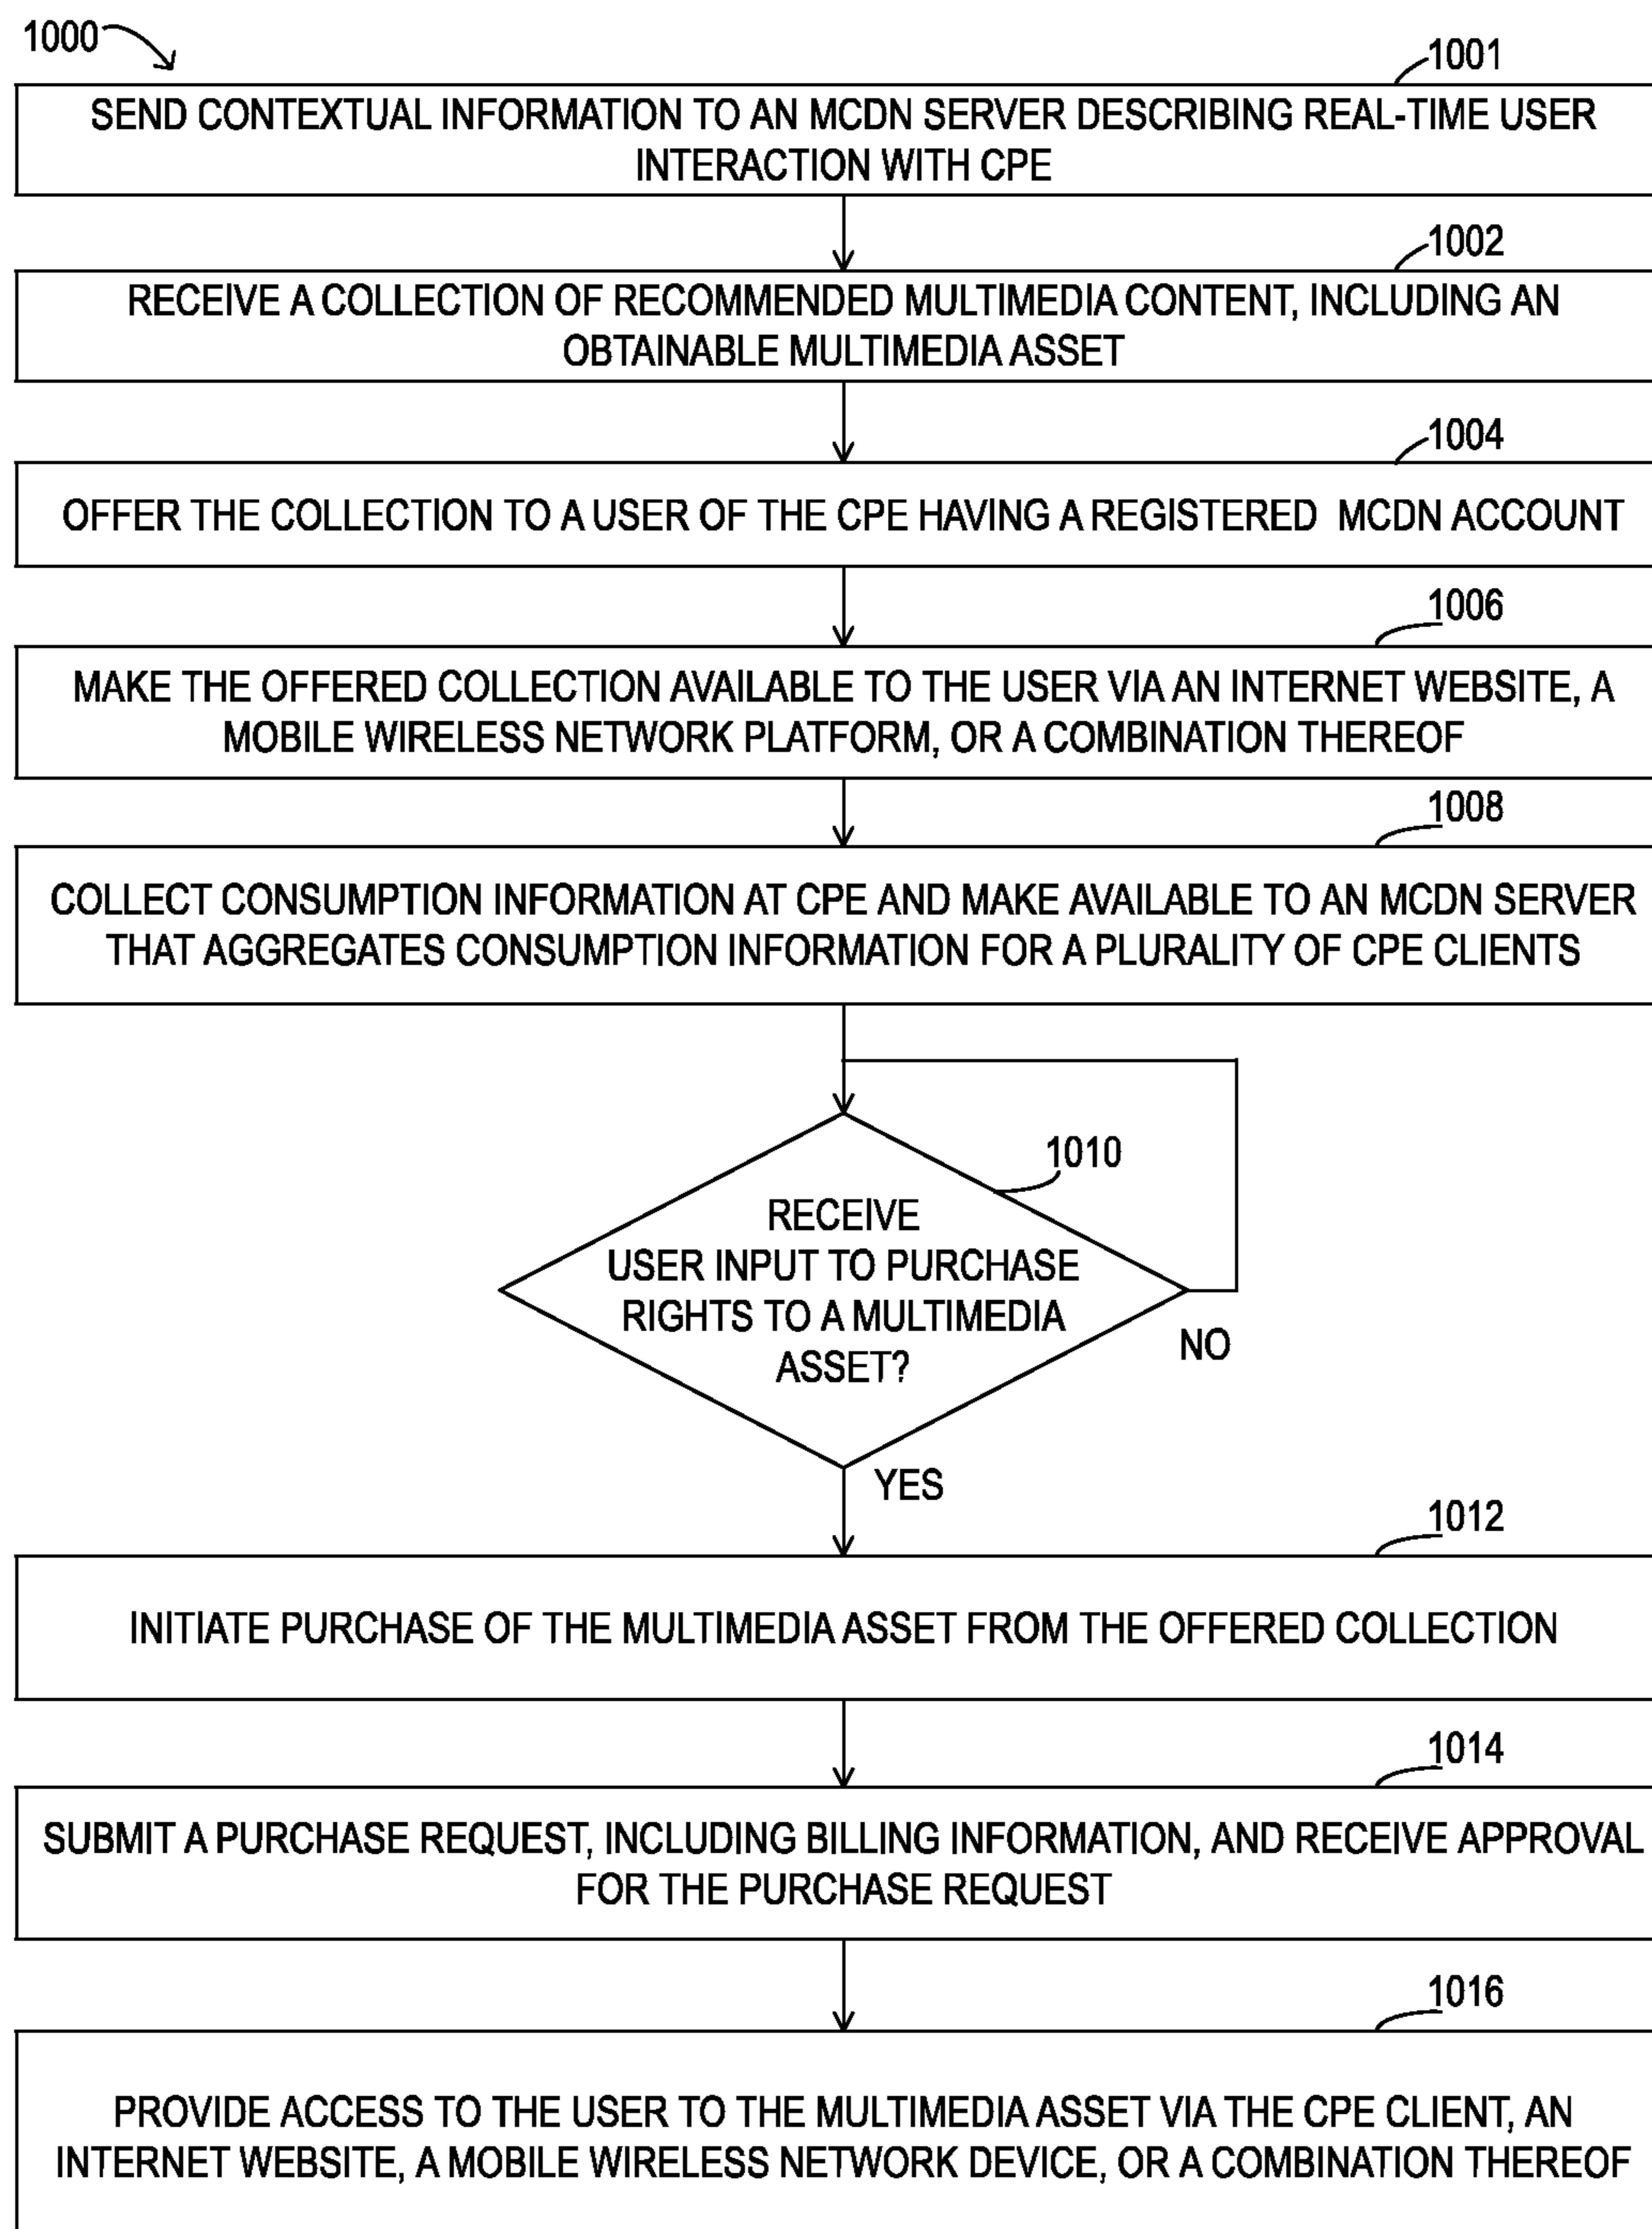 1000
1001
SEND CONTEXTUAL INFORMATION TO AN MCDN SERVER DESCRIBING REAL-TIME USER
INTERACTION WITH CPE
1002
RECEIVE A COLLECTION OF RECOMMENDED MULTIMEDIA CONTENT, INCLUDING AN
OBTAINABLE MULTIMEDIA ASSET
1004
OFFER THE COLLECTION TO A USER OF THE CPE HAVING A REGISTERED MCDN ACCOUNT
1006
MAKE THE OFFERED COLLECTION AVAILABLE TO THE USER VIA AN INTERNET WEBSITE, A
MOBILE WIRELESS NETWORK PLATFORM, OR A COMBINATION THEREOF
1008
COLLECT CONSUMPTION INFORMATION AT CPE AND MAKE AVAILABLE TO AN MCDN SERVER
THAT AGGREGATES CONSUMPTION INFORMATION FOR A PLURALITY OF CPE CLIENTS
1010
RECEIVE
USER INPUT TO PURCHASE
RIGHTS TO A MULTIMEDIA
ASSET?
NO
YES
1012
INITIATE PURCHASE OF THE MULTIMEDIA ASSET FROM THE OFFERED COLLECTION
1014
SUBMIT A PURCHASE REQUEST, INCLUDING BILLING INFORMATION, AND RECEIVE APPROVAL
FOR THE PURCHASE REQUEST
1016
PROVIDE ACCESS TO THE USER TO THE MULTIMEDIA ASSET VIA THE CPE CLIENT, AN
INTERNET WEBSITE, A MOBILE WIRELESS NETWORK DEVICE, OR A COMBINATION THEREOF